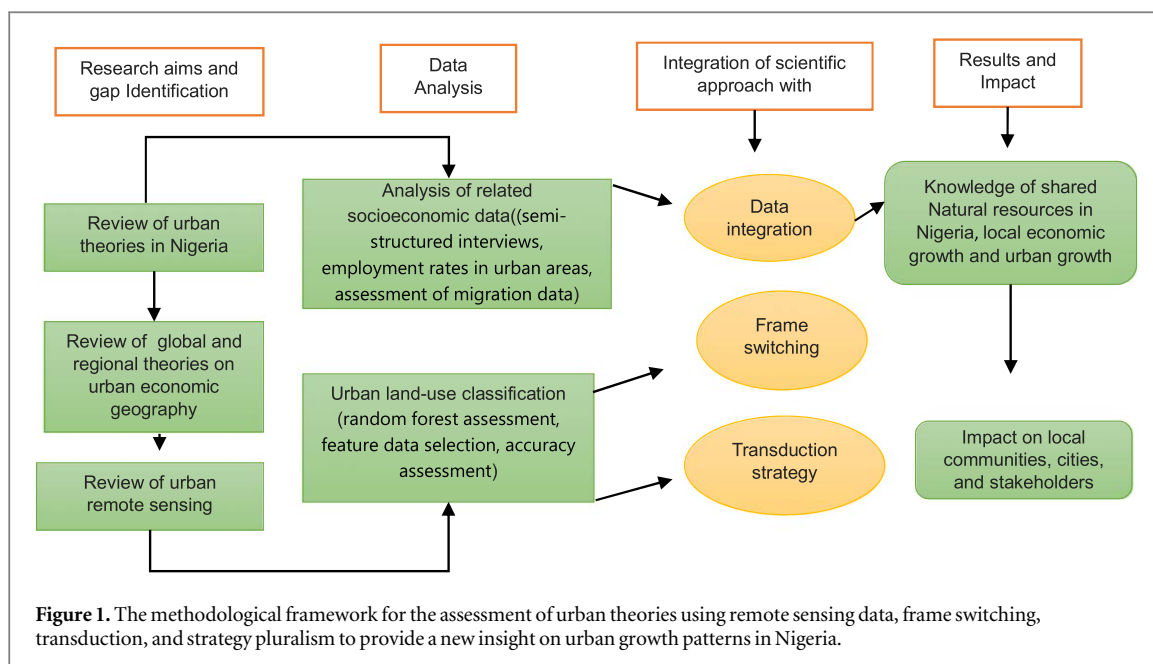 Research aims and
gap Identification
Data
Analysis
Integration of scientific
approach with
Results and
Impact
Review of urban
theories in Nigeria
Review of global and
regional theories on
urban economic
geography
Review of urban
remote sensing
Analysis of related
socioeconomic data((semi-
structured interviews,
employment rates in urban areas,
assessment of migration data)
Urban land-use classification
(random forest assessment,
feature data selection, accuracy
assessment)
Data
integration
Frame
switching
Transduction
strategy
Knowledge of shared
Natural resources in
Nigeria, local economic
growth and urban growth
Impact on local
communities, cities,
and stakeholders
Figure 1. The methodological framework for the assessment of urban theories using remote sensing data, frame switching,
transduction, and strategy pluralism to provide a new insight on urban growth patterns in Nigeria.